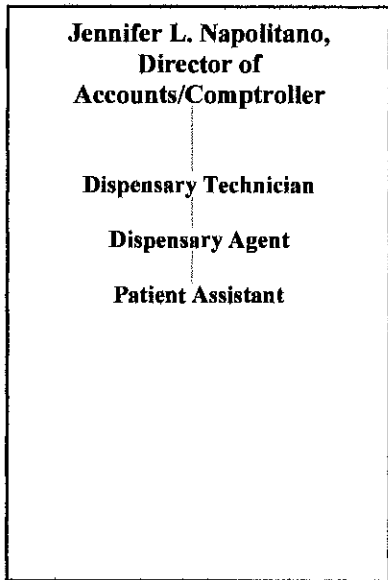 Jennifer L. Napolitano,
Director of
Accounts/Comptroller
Dispensary Technician
Dispensary Agent
Patient Assistant